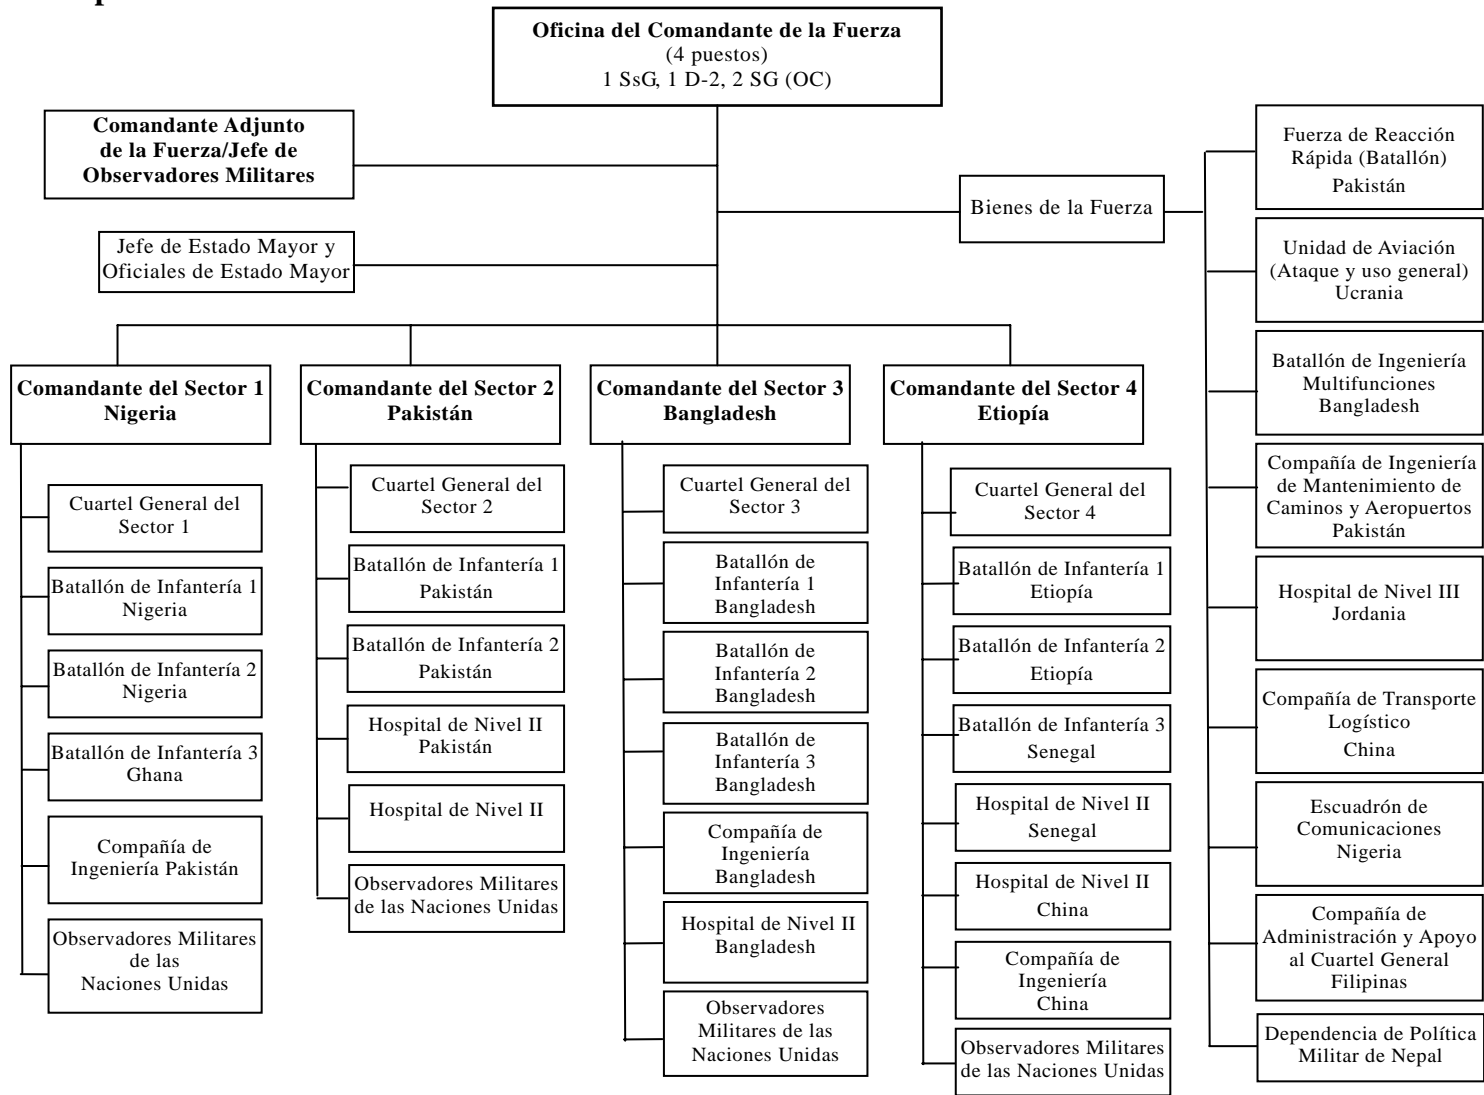 Oficina del Comandante de la Fuerza
(4 puestos)
1 SsG, 1 D-2, 2 SG (OC)
Comandante Adjunto
de la Fuerza/Jefe de
Observadores Militares
Jefe de Estado Mayor y
Oficiales de Estado Mayor
Bienes de la Fuerza
Comandante del Sector 1
Nigeria
Cuartel General del
Sector 1
Batallón de Infantería 1
Nigeria
Batallón de Infantería 2
Nigeria
Batallón de Infantería 3
Ghana
Compañía de
Ingeniería Pakistán
Observadores Militares
de las
Naciones Unidas
Comandante del Sector 2
Pakistán
Cuartel General del
Sector 2
Batallón de Infantería 1
Pakistán
Batallón de Infantería 2
Pakistán
Hospital de Nivel II
Pakistán
Hospital de Nivel II
Observadores Militares
de las Naciones Unidas
Comandante del Sector 3
Bangladesh
Cuartel General del
Sector 3
Batallón de
Infantería 1
Bangladesh
Batallón de
Infantería 2
Bangladesh
Batallón de
Infantería 3
Bangladesh
Compañía de
Ingeniería
Bangladesh
Hospital de Nivel II
Bangladesh
Observadores
Militares de las
Naciones Unidas
Comandante del Sector 4
Etiopía
Cuartel General del
Sector 4
Batallón de Infantería 1
Etiopía
Batallón de Infantería 2
Etiopía
Batallón de Infantería 3
Senegal
Hospital de Nivel II
Senegal
Hospital de Nivel II
China
Compañía de
Ingeniería
China
Observadores Militares
de las Naciones Unidas
Fuerza de Reacción
Rápida (Batallón)
Pakistán
Unidad de Aviación
(Ataque y uso general)
Ucrania
Batallón de Ingeniería
Multifunciones
Bangladesh
Compañía de Ingeniería
de Mantenimiento de
Caminos y Aeropuertos
Pakistán
Hospital de Nivel III
Jordania
Compañía de Transporte
Logístico
China
Escuadrón de
Comunicaciones
Nigeria
Compañía de
Administración y Apoyo
al Cuartel General
Filipinas
Dependencia de Política
Militar de Nepal